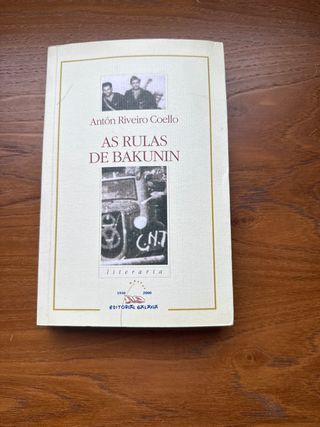 Antón Riveiro Coello
AS RULAS
DE BAKUNIN
CNT
literaria
1950 2000
EDITORIAL GALAXIA